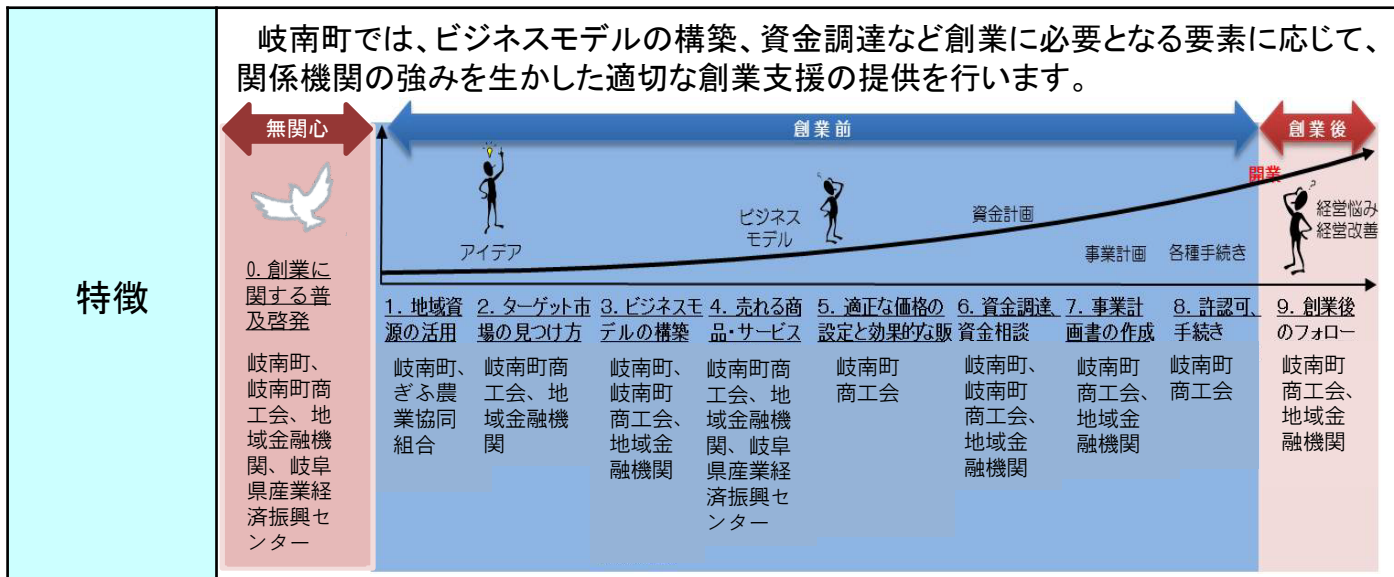 特徴
岐南町では、ビジネスモデルの構築、資金調達など創業に必要となる要素に応じて、
関係機関の強みを生かした適切な創業支援の提供を行います。
無関心
創業前
創業後
開業
アイデア
ビジネス
モデル
資金計画
事業計画
各種手続き
経営悩み
経営改善
0. 創業に
関する普
及啓発
岐南町、
岐南町商
工会、地
域金融機
関、岐阜
県産業経
済振興セ
ンター
1. 地域資
源の活用
岐南町、
ぎふ農
業協同
組合
2. ターゲット市
場の見つけ方
岐南町商
工会、地
域金融機
関
3. ビジネスモ
デルの構築
岐南町、
岐南町
商工会、
地域金
融機関
4. 売れる商
品・サービス
岐南町商
工会、地
域金融機
関、岐阜
県産業経
済振興セ
ンター
5. 適正な価格の
設定と効果的な販
岐南町
商工会
6. 資金調達、
資金相談
岐南町、
岐南町
商工会、
地域金
融機関
7. 事業計
画書の作成
岐南町
商工会、
地域金
融機関
8. 許認可、
手続き
岐南町
商工会
9. 創業後
のフォロー
岐南町
商工会、
地域金
融機関